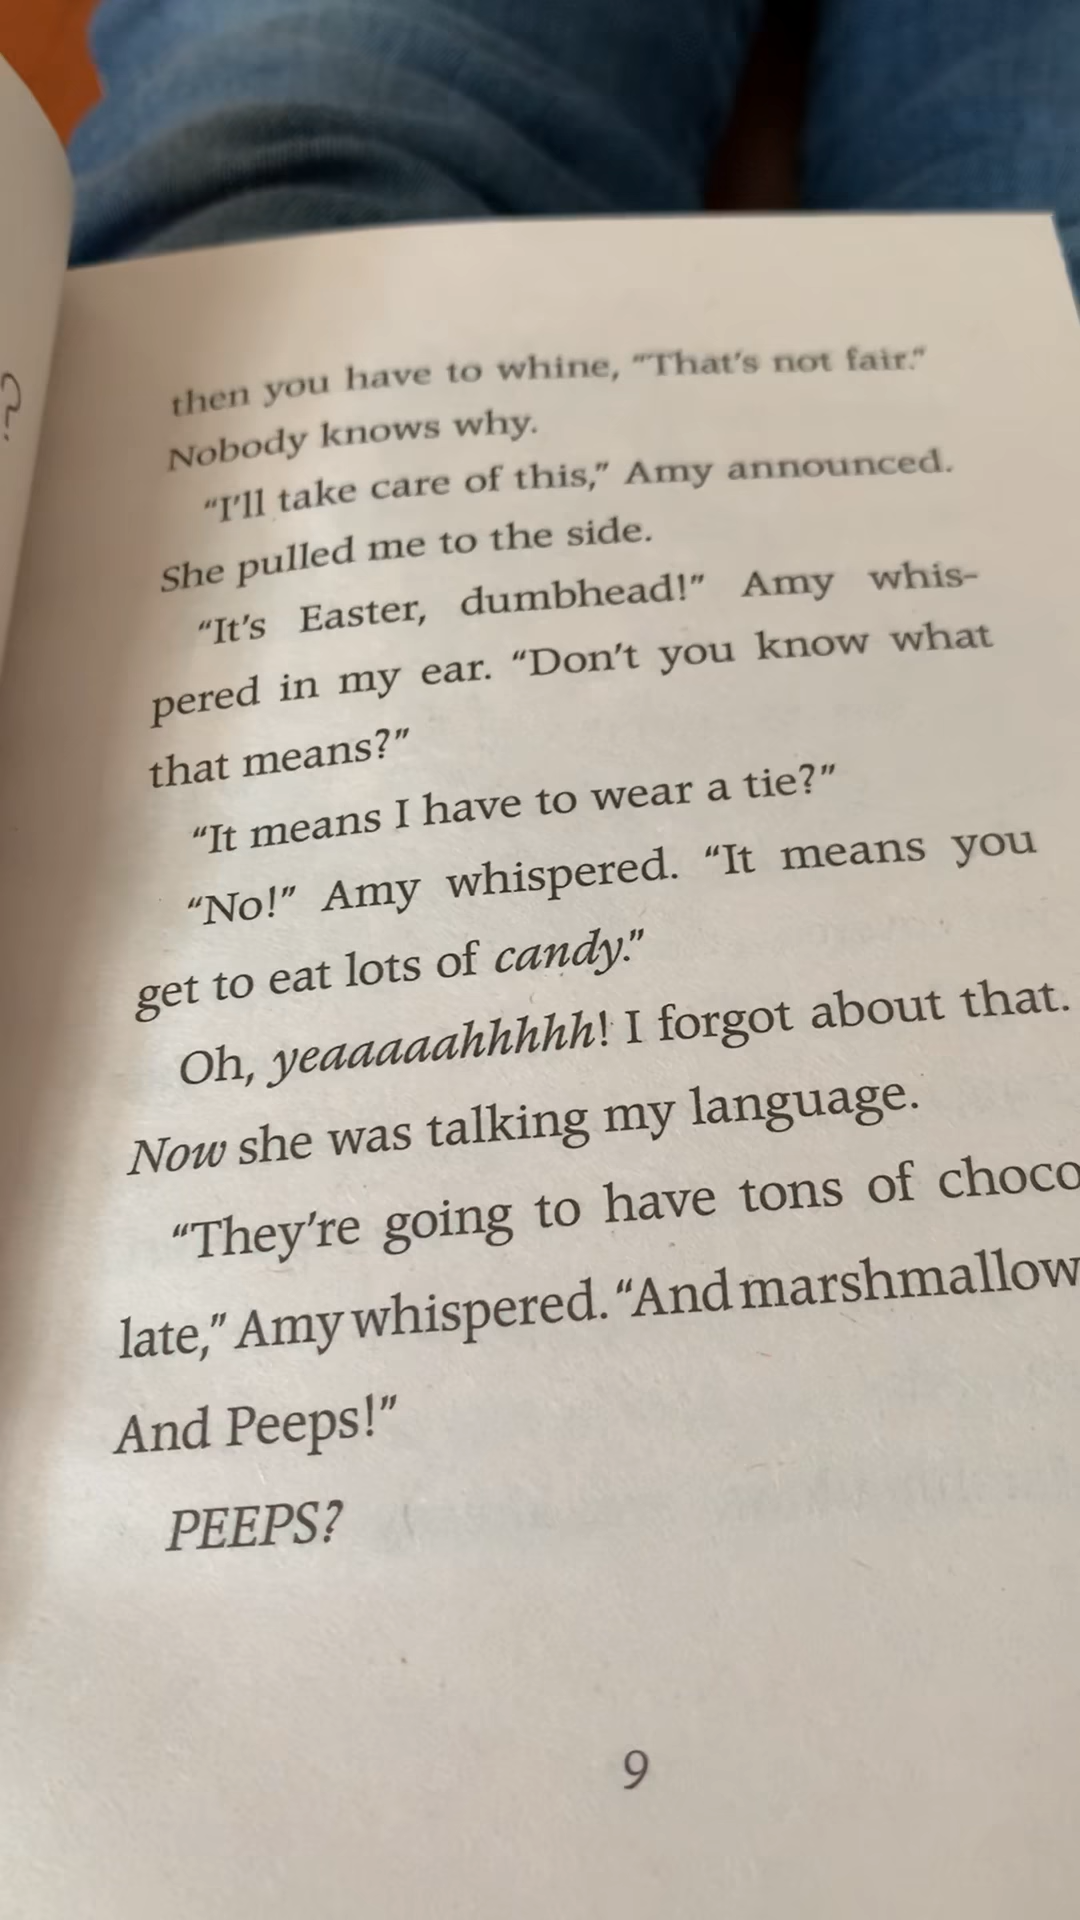 then you have to whine, “That’s not fair.”
Nobody knows why.
“I’ll take care of this,” Amy announced.
She pulled me to the side.
“It’s Easter, dumbhead!” Amy whis-
pered in my ear. “Don’t you know what
that means?”
“It means I have to wear a tie?”
“No!” Amy whispered. “It means you
get to eat lots of candy.”
Oh, yeaaaaahhhhh! I forgot about that.
Now she was talking my language.
“They’re going to have tons of choco
late,” Amy whispered. “And marshmallow
And Peeps!”
PEEPS?
9